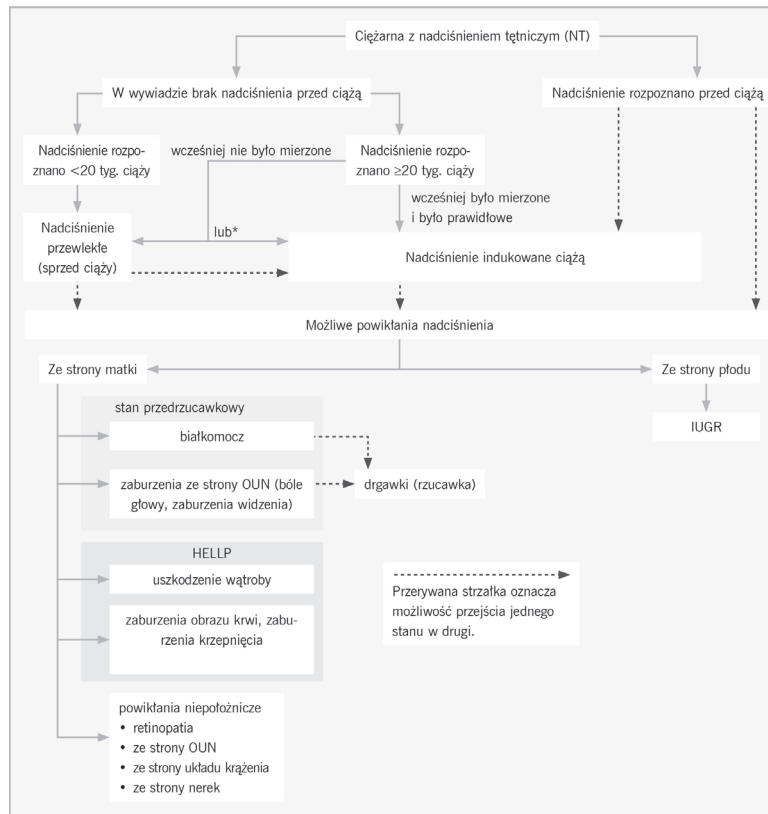 Ciężarna z nadciśnieniem tętniczym (NT)
W wywiadzie brak nadciśnienia przed ciążą
Nadciśnienie rozpoznano przed ciążą
Nadciśnienie rozpo-
znano <20 tyg. ciąży
wcześniej nie było mierzone
Nadciśnienie rozpo-
znano ≥20 tyg. ciąży
wcześniej było mierzone
i było prawidłowe
Nadciśnienie
przewlekłe
(sprzed ciąży)
lub*
Nadciśnienie indukowane ciążą
Możliwe powikłania nadciśnienia
Ze strony matki
Ze strony płodu
IUGR
stan przedrzucawkowy
białkomocz
zaburzenia ze strony OUN (bóle
głowy, zaburzenia widzenia)
drgawki (rzucawka)
HELLP
uszkodzenie wątroby
zaburzenia obrazu krwi, zabu-
rzenia krzepnięcia
Przerywana strzałka oznacza
możliwość przejścia jednego
stanu w drugi.
powikłania niepołożnicze
• retinopatia
• ze strony OUN
• ze strony układu krążenia
• ze strony nerek